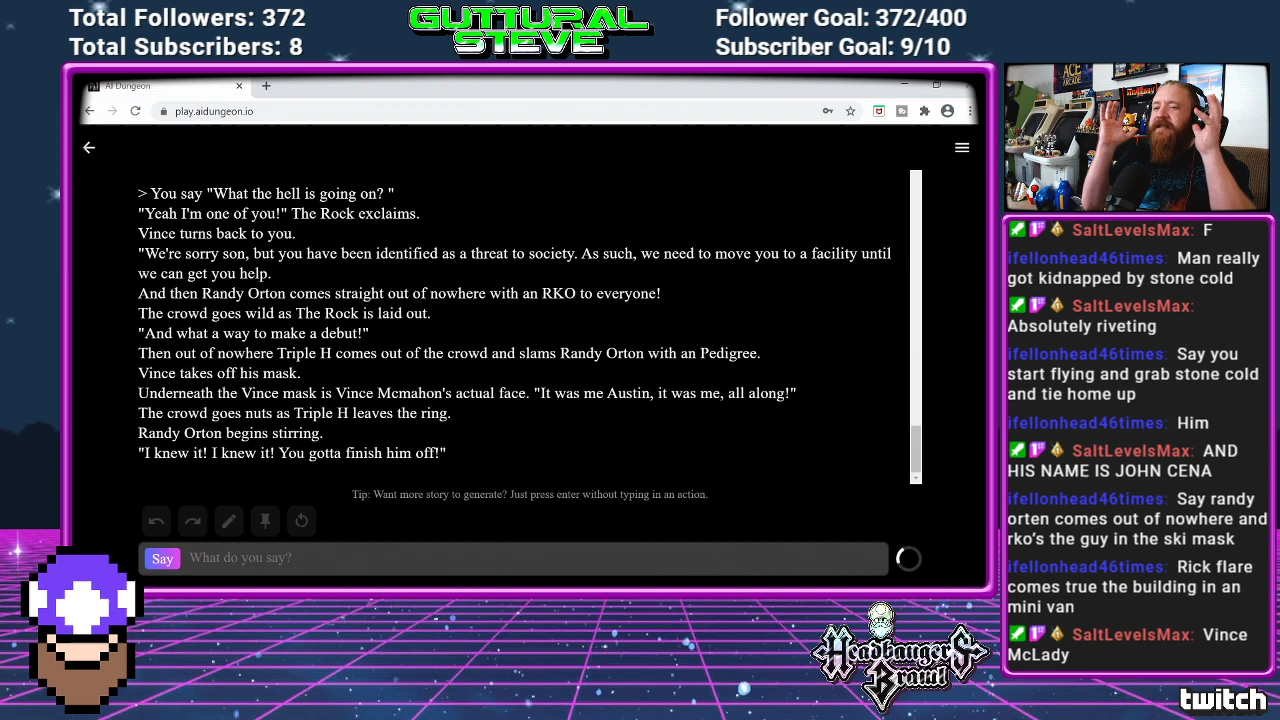 Total Followers: 372
Total Subscribers: 8
GUTTURAL
STEVE
Follower Goal: 372/400
Subscriber Goal: 9/10
AI Dungeon
play.aidungeon.io
> You say "What the hell is going on? "
"Yeah I'm one of you!" The Rock exclaims.
Vince turns back to you.
"We're sorry son, but you have been identified as a threat to society. As such, we need to move you to a facility until
we can get you help.
And then Randy Orton comes straight out of nowhere with an RKO to everyone!
The crowd goes wild as The Rock is laid out.
"And what a way to make a debut!"
Then out of nowhere Triple H comes out of the crowd and slams Randy Orton with an Pedigree.
Vince takes off his mask.
Underneath the Vince mask is Vince Mcmahon's actual face. "It was me Austin, it was me, all along!"
The crowd goes nuts as Triple H leaves the ring.
Randy Orton begins stirring.
"I knew it! I knew it! You gotta finish him off!"
Tip: Want more story to generate? Just press enter without typing in an action.
Say What do you say?
ACE
ARCADE
SaltLevelsMax: F
ifellonhead46times: Man really
got kidnapped by stone cold
SaltLevelsMax:
Absolutely riveting
ifellonhead46times: Say you
start flying and grab stone cold
and tie home up
ifellonhead46times: Him
SaltLevelsMax: AND
HIS NAME IS JOHN CENA
ifellonhead46times: Say randy
orten comes out of nowhere and
rko's the guy in the ski mask
ifellonhead46times: Rick flare
comes true the building in an
mini van
SaltLevelsMax: Vince
McLady
Headbangers
Brawl
twitch